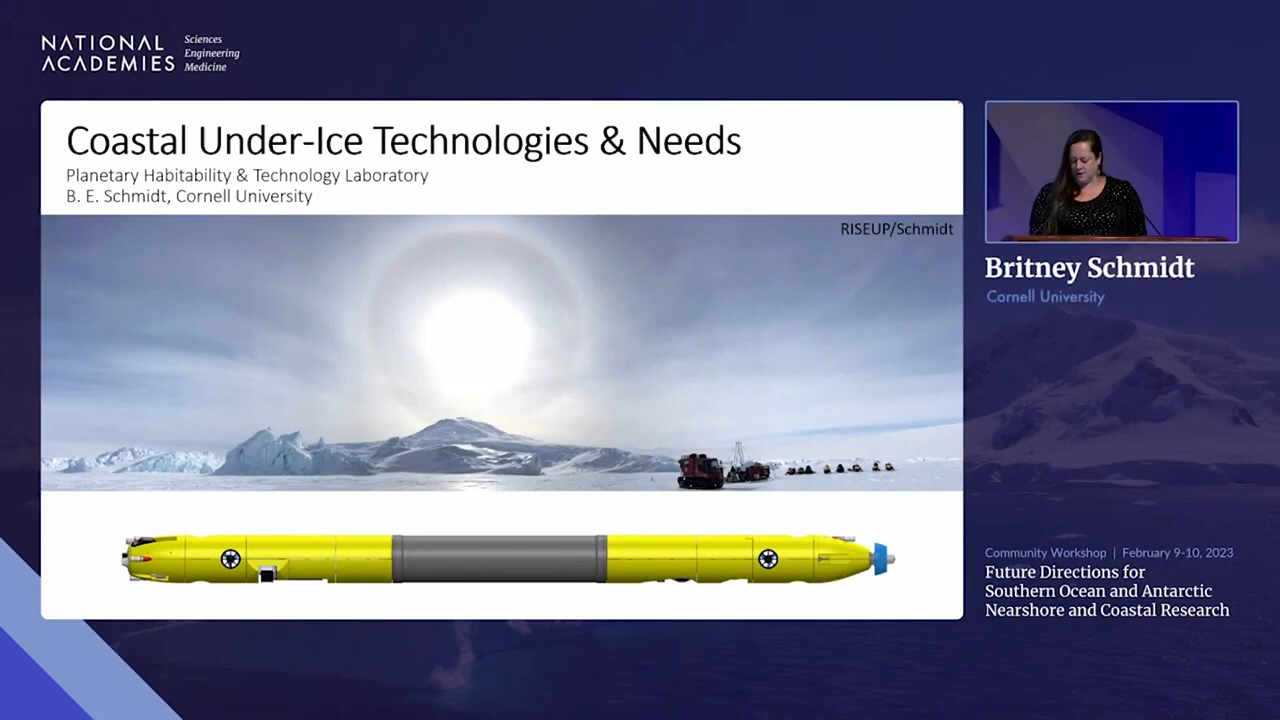 NATIONAL
ACADEMIES
Sciences
Engineering
Medicine
Coastal Under-Ice Technologies & Needs
Planetary Habitability & Technology Laboratory
B. E. Schmidt, Cornell University
RISEUP/Schmidt
Britney Schmidt
Cornell University
Community Workshop | February 9-10, 2023
Future Directions for
Southern Ocean and Antarctic
Nearshore and Coastal Research